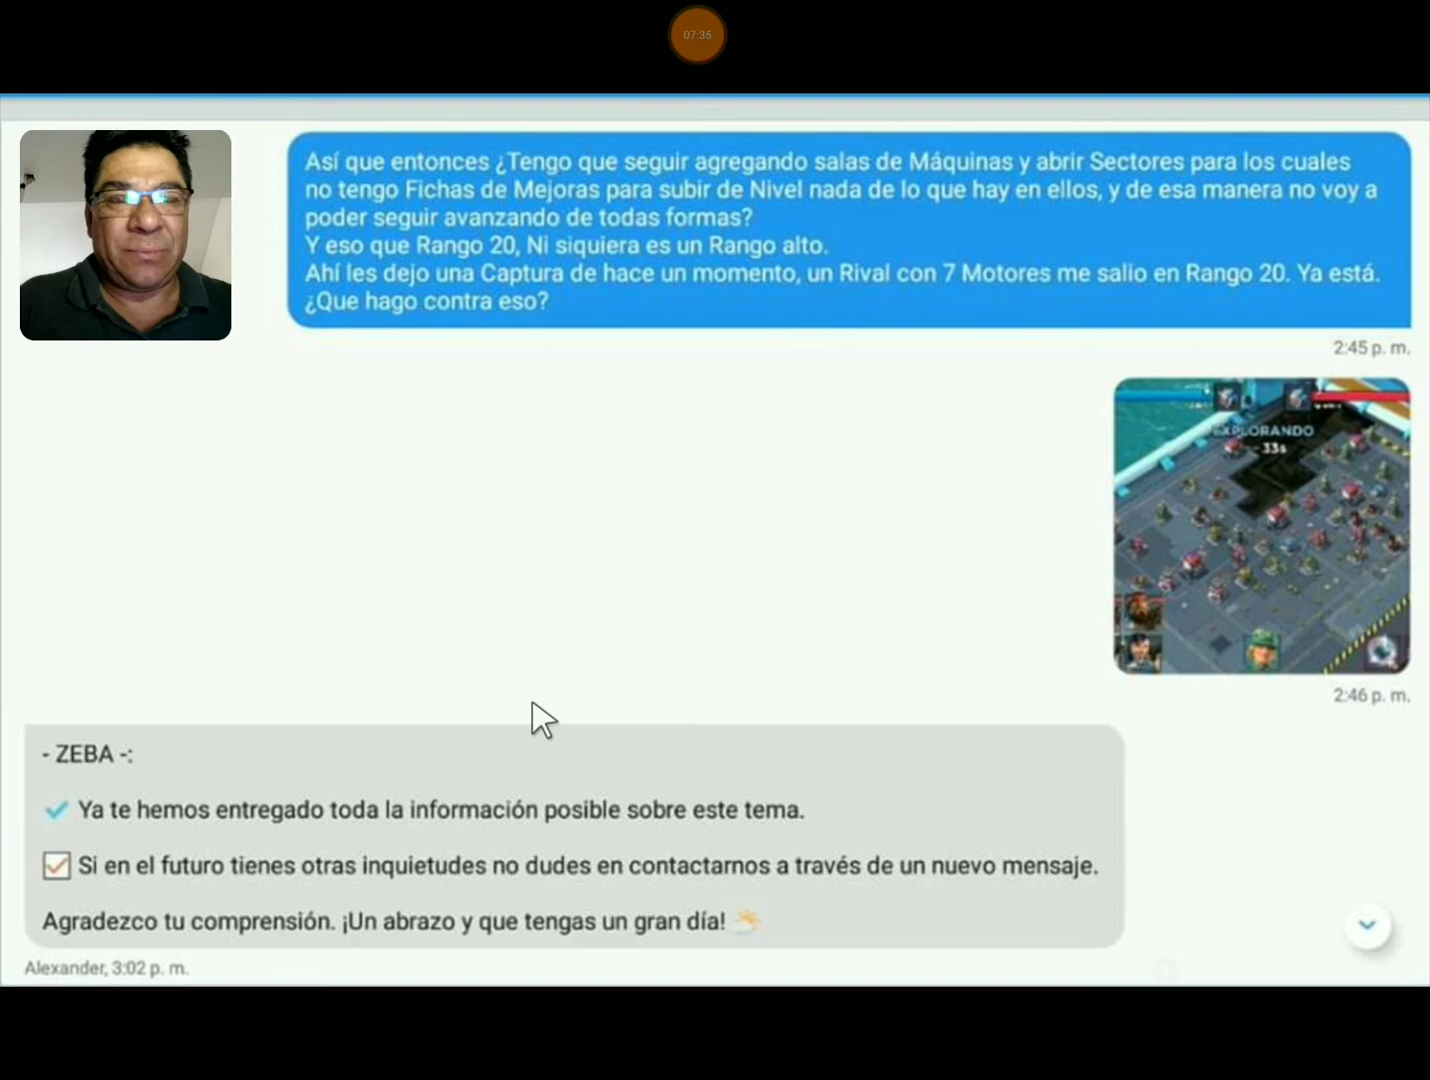 07:35
Así que entonces ¿Tengo que seguir agregando salas de Máquinas y abrir Sectores para los cuales
no tengo Fichas de Mejoras para subir de Nivel nada de lo que hay en ellos, y de esa manera no voy a
poder seguir avanzando de todas formas?
Y eso que Rango 20, Ni siquiera es un Rango alto.
Ahí les dejo una Captura de hace un momento, un Rival con 7 Motores me salio en Rango 20. Ya está.
¿Que hago contra eso?
2:45 p. m.
EXPLORANDO
33s
2:46 p. m.
- ZEBA -:
Ya te hemos entregado toda la información posible sobre este tema.
Si en el futuro tienes otras inquietudes no dudes en contactarnos a través de un nuevo mensaje.
Agradezco tu comprensión. ¡Un abrazo y que tengas un gran día!
Alexander, 3:02 p. m.